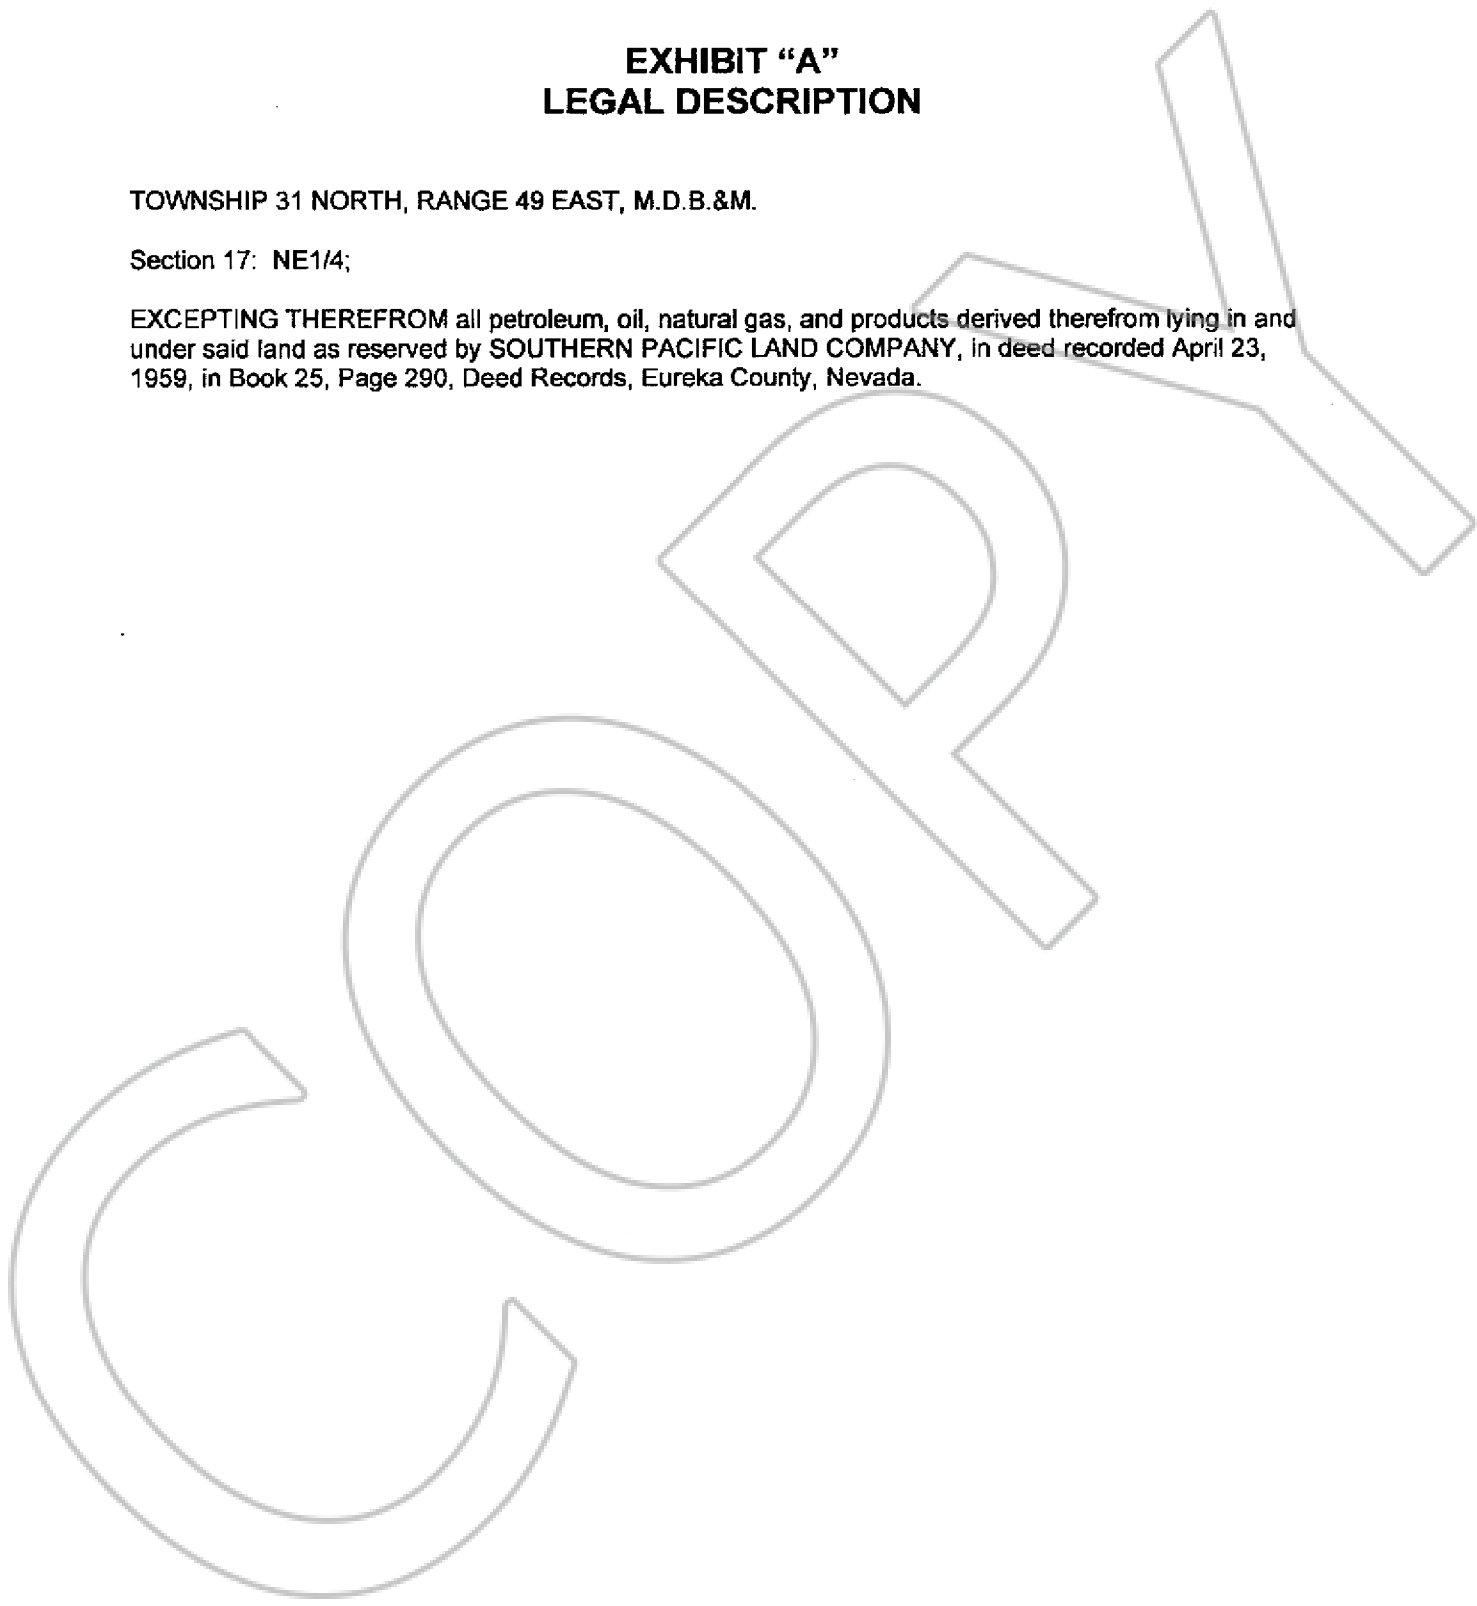 EXHIBIT “A”
LEGAL DESCRIPTION
TOWNSHIP 31 NORTH, RANGE 49 EAST, M.D.B.&M.
Section 17: NE1/4;
EXCEPTING THEREFROM all petroleum, oil, natural gas, and products derived therefrom lying in and
under said land as reserved by SOUTHERN PACIFIC LAND COMPANY, in deed recorded April 23,
1959, in Book 25, Page 290, Deed Records, Eureka County, Nevada.
COPY